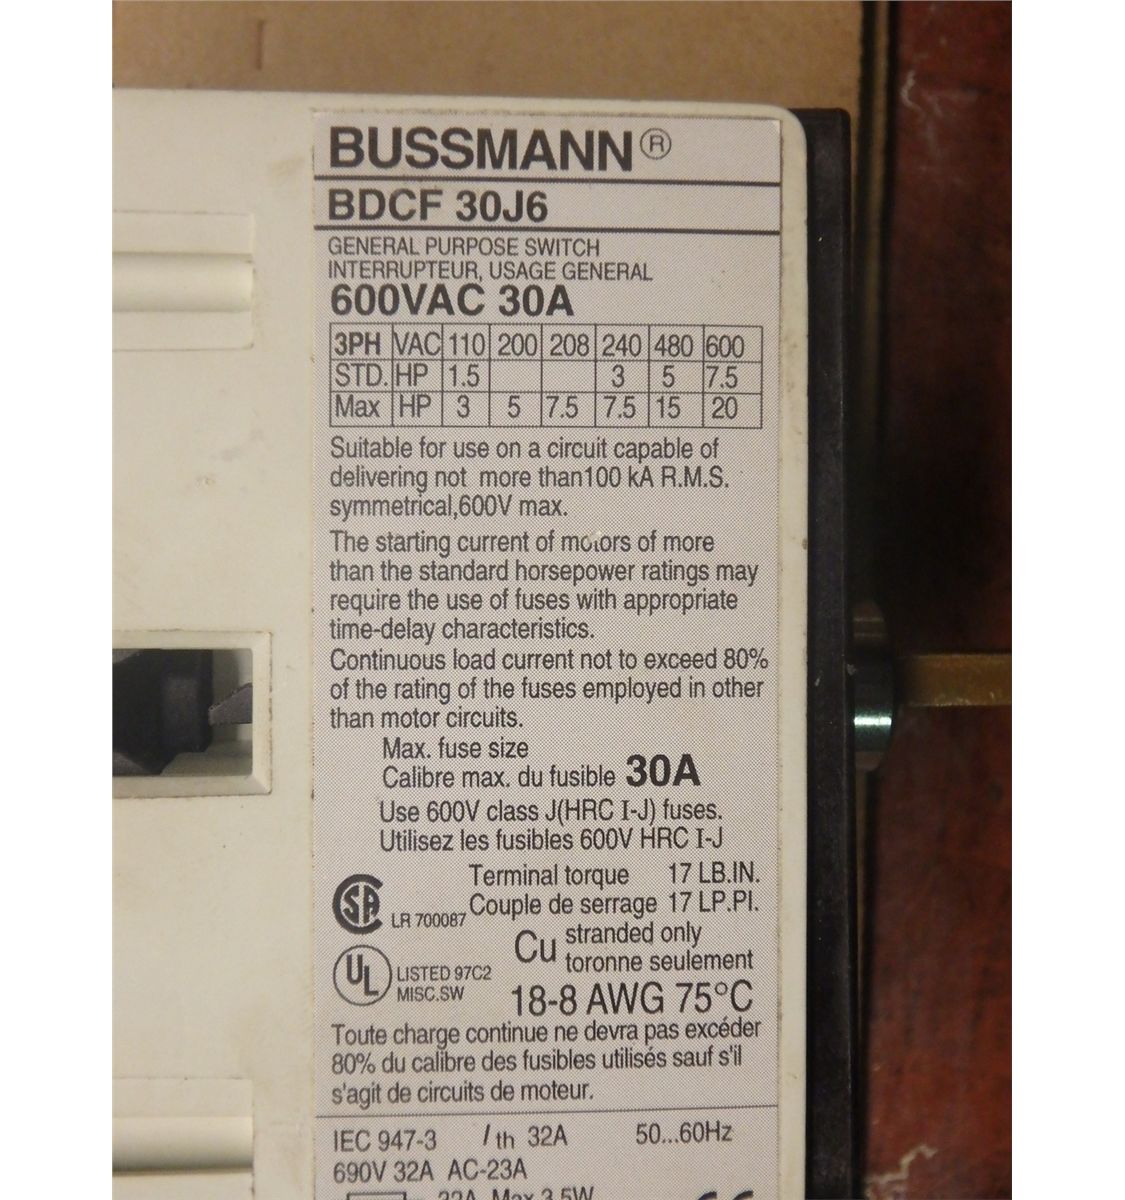 BUSSMANN®
BDCF 30J6
GENERAL PURPOSE SWITCH
INTERRUPTEUR, USAGE GENERAL
600VAC 30A
3PH VAC 110 200 208 240 480 600
STD. HP 1.5 3 5 7.5
Max HP 3 5 7.5 7.5 15 20
Suitable for use on a circuit capable of
delivering not more than100 kA R.M.S.
symmetrical,600V max.
The starting current of motors of more
than the standard horsepower ratings may
require the use of fuses with appropriate
time-delay characteristics.
Continuous load current not to exceed 80%
of the rating of the fuses employed in other
than motor circuits.
Max. fuse size
Calibre max. du fusible 30A
Use 600V class J(HRC I-J) fuses.
Utilisez les fusibles 600V HRC I-J
Terminal torque 17 LB.IN.
SA LR 700087 Couple de serrage 17 LP.PI.
Cu stranded only
toronne seulement
UL LISTED 97C2
MISC.SW
18-8 AWG 75°C
Toute charge continue ne devra pas excéder
80% du calibre des fusibles utilisés sauf s'il
s'agit de circuits de moteur.
IEC 947-3 Ith 32A 50...60Hz
690V 32A AC-23A
32A Max 3.5W CE